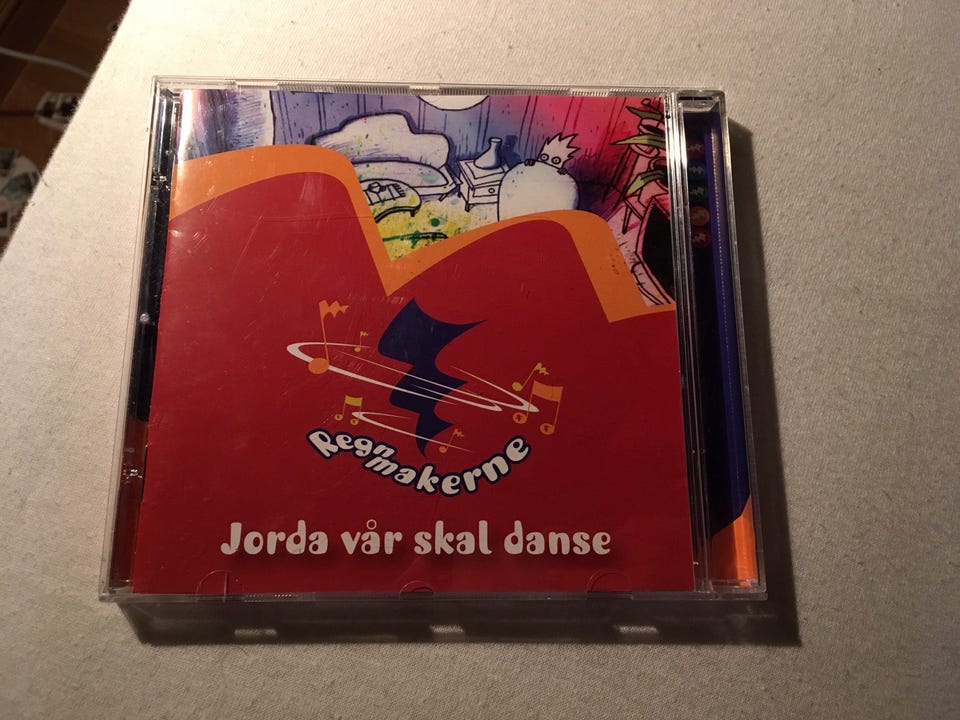 Regnmakerne
Jorda vår skal danse